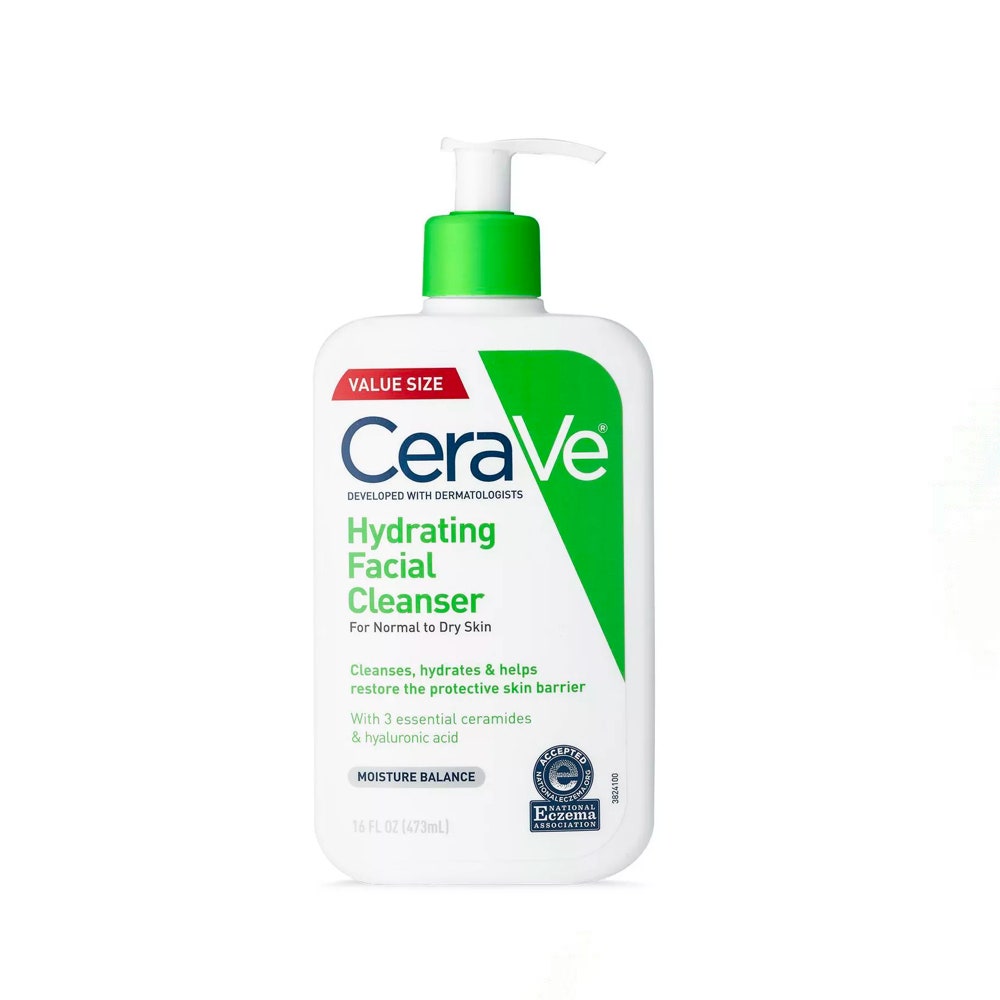 VALUE SIZE
CeraVe®
DEVELOPED WITH DERMATOLOGISTS
Hydrating
Facial
Cleanser
For Normal to Dry Skin
Cleanses, hydrates & helps
restore the protective skin barrier
With 3 essential ceramides
& hyaluronic acid
MOISTURE BALANCE
16 FL OZ (473mL)
ACCEPTED
NATIONALECZEMA.ORG
e
NATIONAL
Eczema
ASSOCIATION
3824100